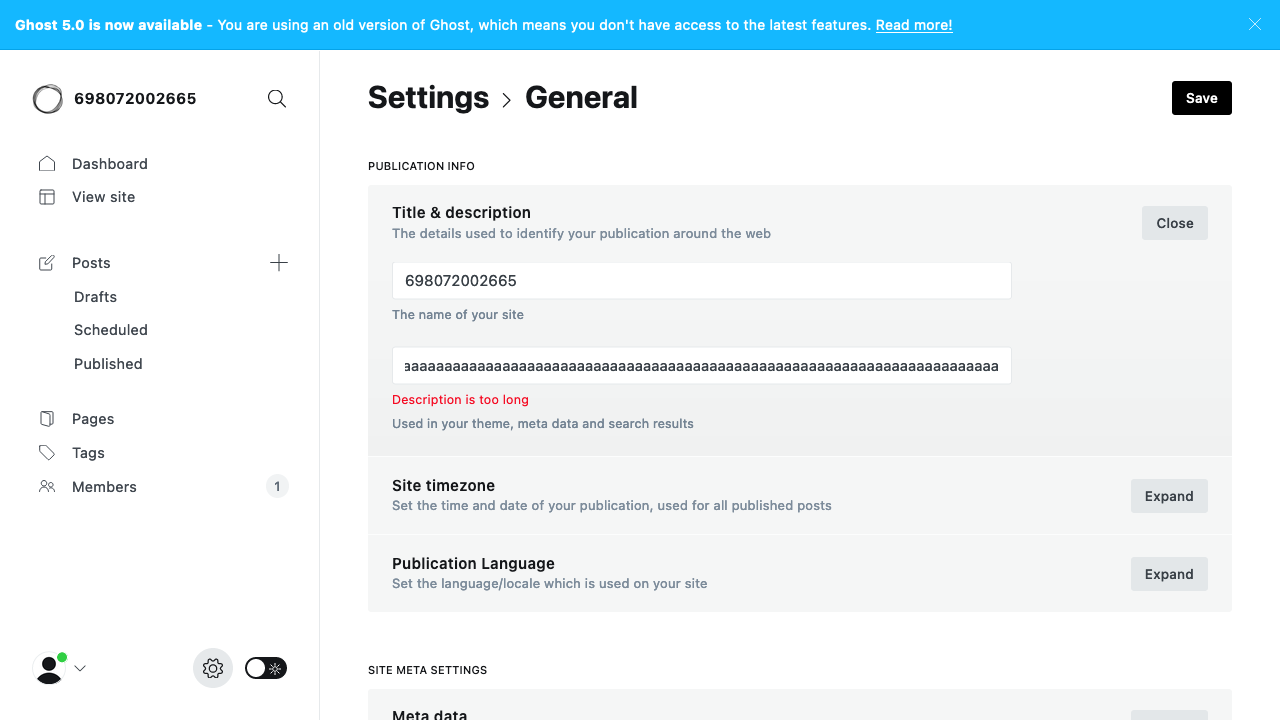 Ghost 5.0 is now available - You are using an old version of Ghost, which means you don't have access to the latest features. Read more!
698072002665
Dashboard
View site
Posts
Drafts
Scheduled
Published
Pages
Tags
Members 1
Settings > General
Save
PUBLICATION INFO
Title & description
The details used to identify your publication around the web
Close
698072002665
The name of your site
aaaaaaaaaaaaaaaaaaaaaaaaaaaaaaaaaaaaaaaaaaaaaaaaaaaaaaaaaaaaaaaaaaaaaaaaa
Description is too long
Used in your theme, meta data and search results
Site timezone
Set the time and date of your publication, used for all published posts
Expand
Publication Language
Set the language/locale which is used on your site
Expand
SITE META SETTINGS
Meta data